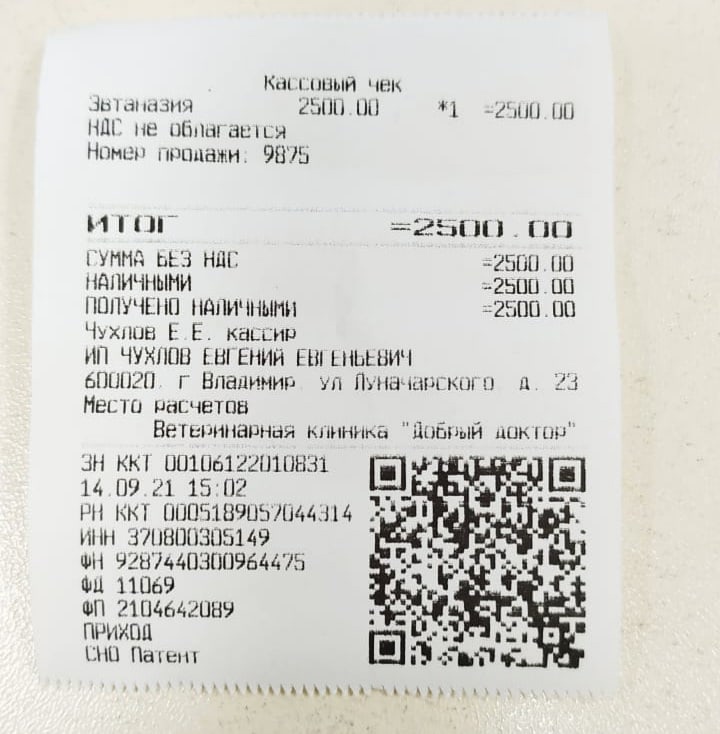 Кассовый чек
Эвтаназия 2500.00 *1 =2500.00
НДС не облагается
Номер продажи: 9875
ИТОГ =2500.00
СУММА БЕЗ НДС =2500.00
НАЛИЧНЫМИ =2500.00
ПОЛУЧЕНО НАЛИЧНЫМИ =2500.00
Чухлов Е.Е. кассир
ИП ЧУХЛОВ ЕВГЕНИЙ ЕВГЕНЬЕВИЧ
600020. г Владимир. ул Луначарского. д. 23
Место расчетов
Ветеринарная клиника "Добрый доктор"
ЗН ККТ 00106122010831
14.09.21 15:02
РН ККТ 0005189057044314
ИНН 370800305149
ФН 9287440300964475
ФД 11069
ФП 2104642089
ПРИХОД
СНО Патент